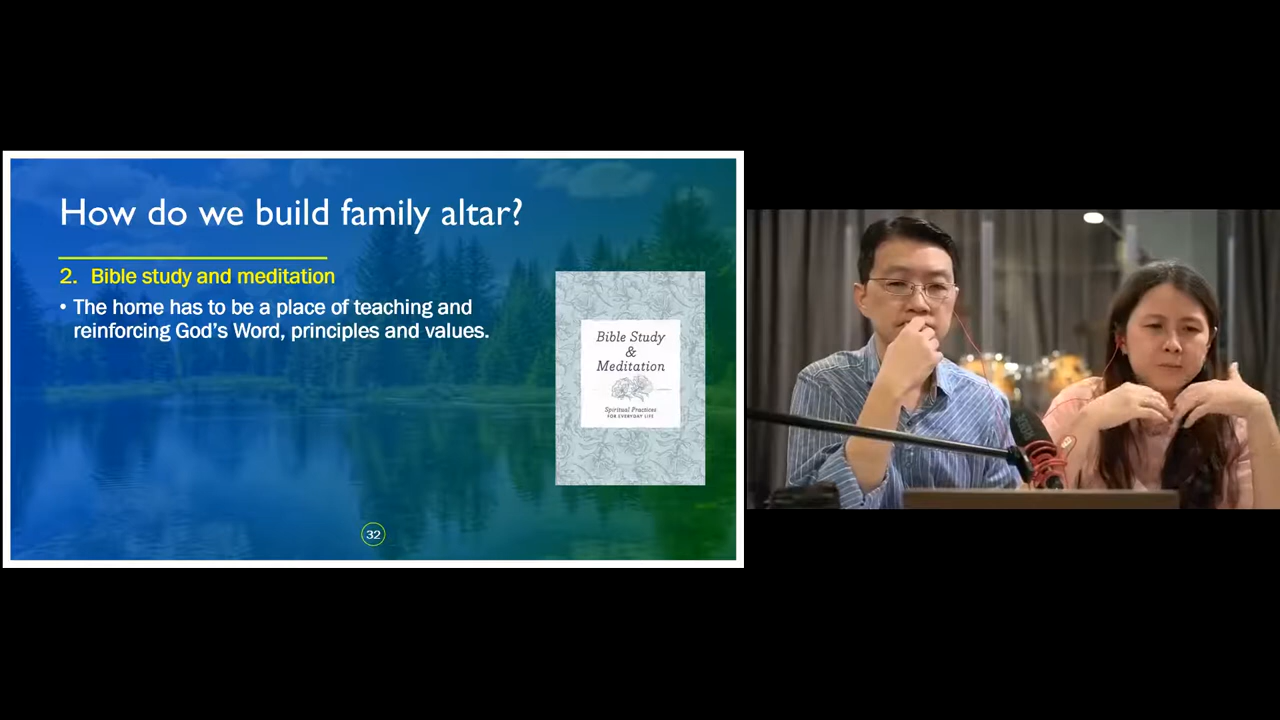 How do we build family altar?
2. Bible study and meditation
• The home has to be a place of teaching and
reinforcing God's Word, principles and values.
Bible Study
&
Meditation
Spiritual Practices
FOR EVERYDAY LIFE
32